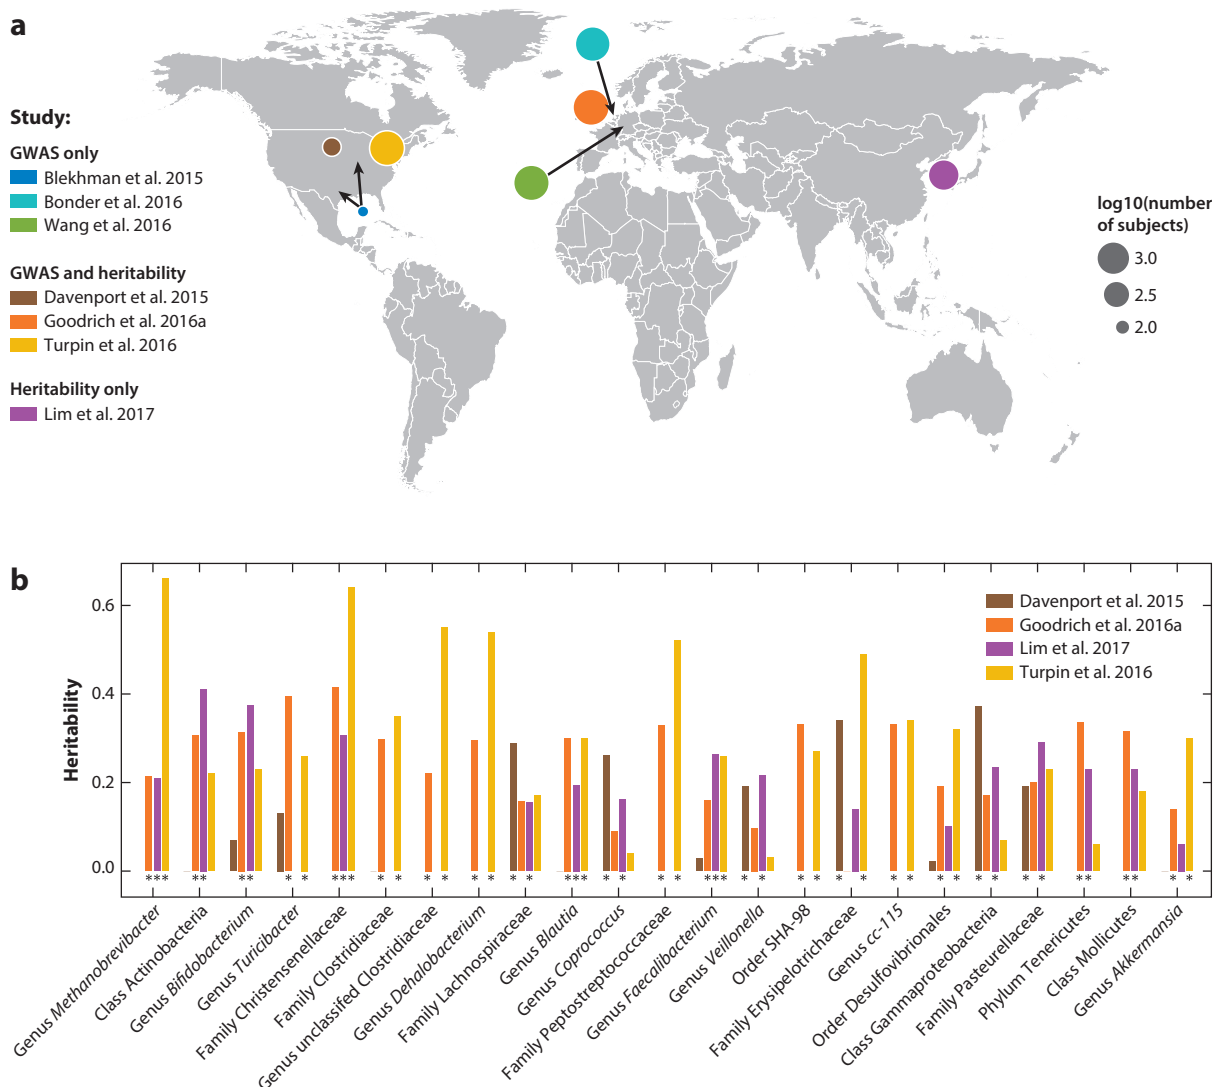 a
Study:
GWAS only
Blekhman et al. 2015
Bonder et al. 2016
Wang et al. 2016
GWAS and heritability
Davenport et al. 2015
Goodrich et al. 2016a
Turpin et al. 2016
Heritability only
Lim et al. 2017
log10(number
of subjects)
3.0
2.5
2.0
b
Heritability
0.6
0.4
0.2
0.0
Davenport et al. 2015
Goodrich et al. 2016a
Lim et al. 2017
Turpin et al. 2016
*** ** ** * * *** * * * * * * * * *** * * * * *** * * * * * * * * * * * * * * ** ** * *
Genus Methanobrevibacter
Class Actinobacteria
Genus Bifidobacterium
Genus Turicibacter
Family Christensenellaceae
Family Clostridiaceae
Genus unclassifed Clostridiaceae
Genus Dehalobacterium
Family Lachnospiraceae
Genus Blautia
Genus Coprococcus
Family Peptostreptococcaceae
Genus Faecalibacterium
Genus Veillonella
Order SHA-98
Family Erysipelotrichaceae
Genus cc-115
Order Desulfovibrionales
Class Gammaproteobacteria
Family Pasteurellaceae
Phylum Tenericutes
Class Mollicutes
Genus Akkermansia